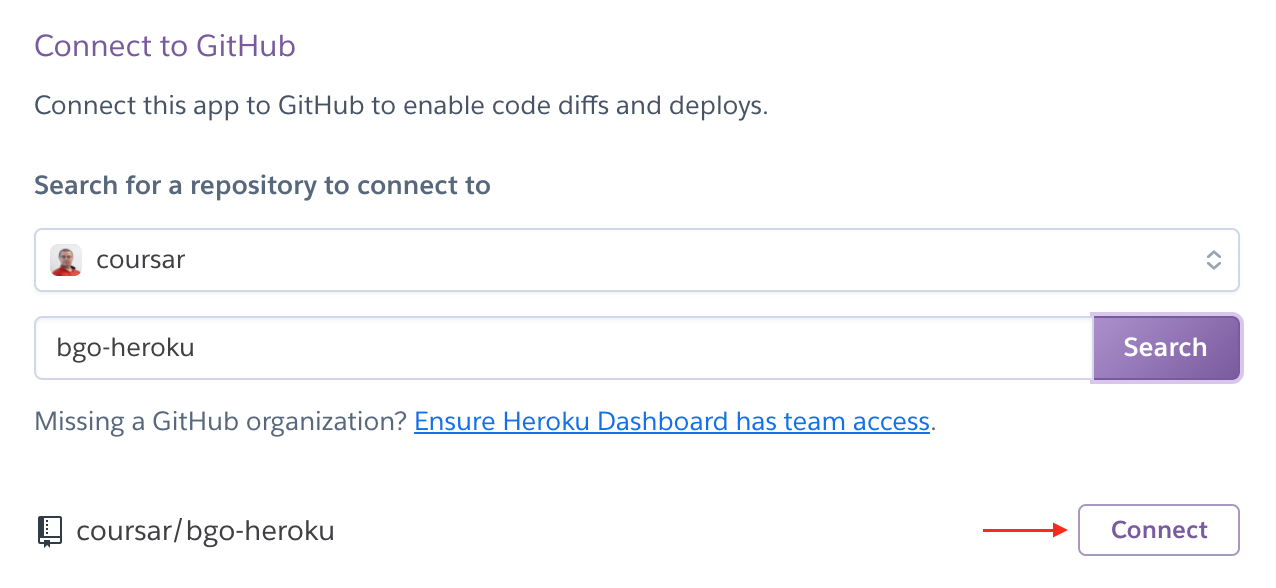 Connect to GitHub
Connect this app to GitHub to enable code diffs and deploys.
Search for a repository to connect to
coursar
bgo-heroku
Search
Missing a GitHub organization? Ensure Heroku Dashboard has team access.
coursar/bgo-heroku
Connect